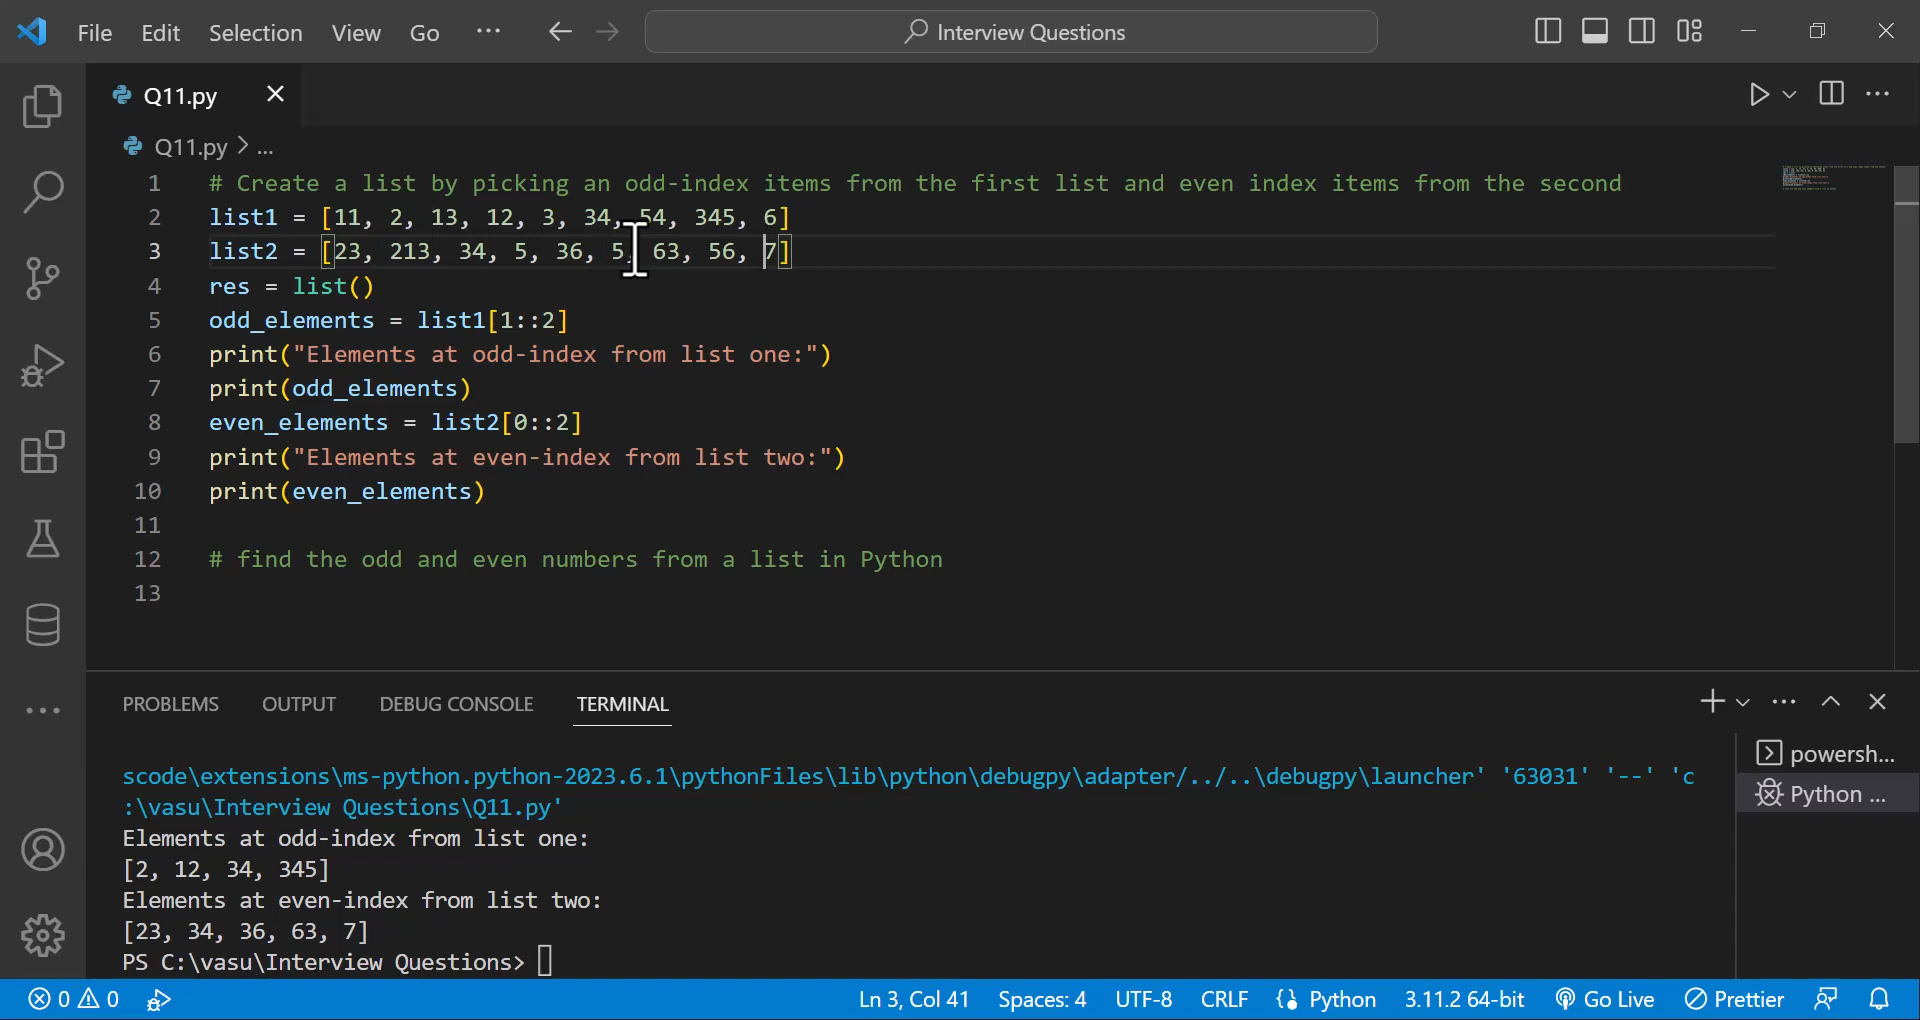 File Edit Selection View Go ··· Interview Questions
Q11.py
Q11.py > ...
1 # Create a list by picking an odd-index items from the first list and even index items from the second
2 list1 = [11, 2, 13, 12, 3, 34, 54, 345, 6]
3 list2 = [23, 213, 34, 5, 36, 5, 63, 56, 7]
4 res = list()
5 odd_elements = list1[1::2]
6 print("Elements at odd-index from list one:")
7 print(odd_elements)
8 even_elements = list2[0::2]
9 print("Elements at even-index from list two:")
10 print(even_elements)
11
12 # find the odd and even numbers from a list in Python
13
PROBLEMS OUTPUT DEBUG CONSOLE TERMINAL
scode\extensions\ms-python.python-2023.6.1\pythonFiles\lib\python\debugpy\adapter/../..\debugpy\launcher' '63031' '--' 'c
:\vasu\Interview Questions\Q11.py'
Elements at odd-index from list one:
[2, 12, 34, 345]
Elements at even-index from list two:
[23, 34, 36, 63, 7]
PS C:\vasu\Interview Questions>
powersh...
Python ...
0 0 Ln 3, Col 41 Spaces: 4 UTF-8 CRLF Python 3.11.2 64-bit Go Live Prettier